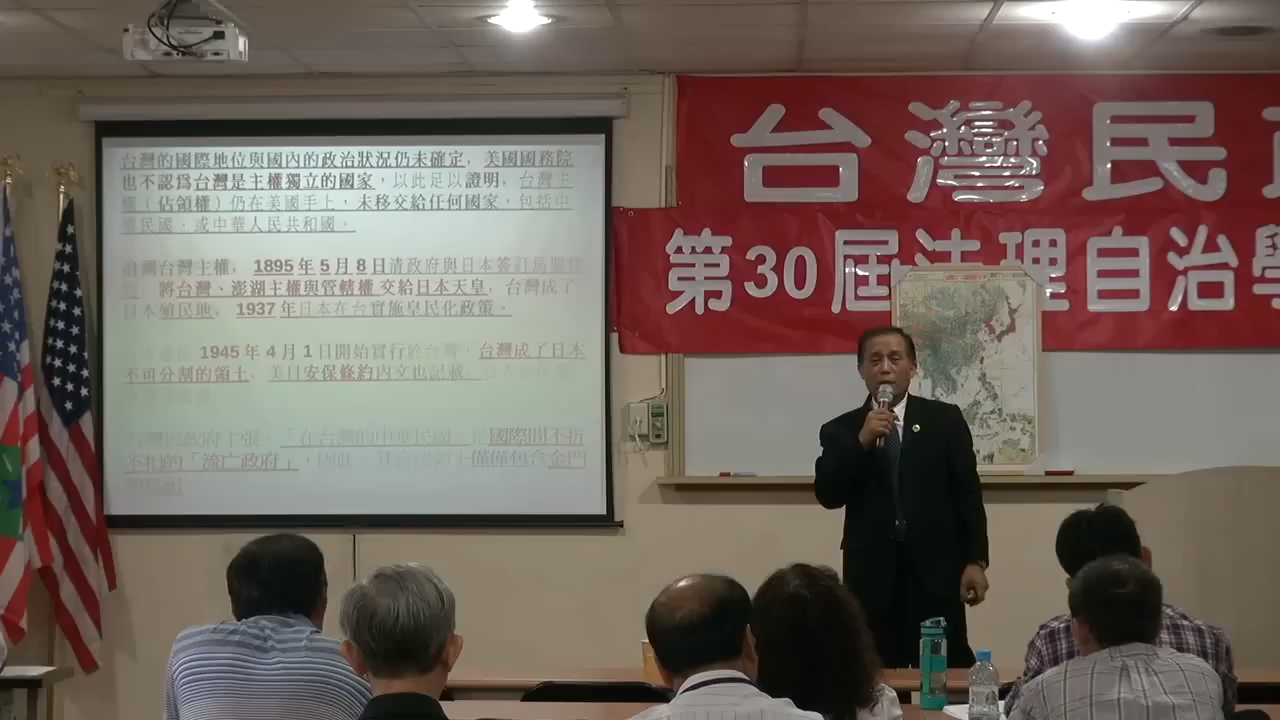 台灣的國際地位與國內的政治狀況仍未確定，美國國務院
也不認為台灣是主權獨立的國家，以此足以證明，台灣主
權（佔領權）仍在美國手上，未移交給任何國家，包括中
民國．或中華人民共和國。
台灣主權，1895年5月8日清政府與日本簽訂馬關
將台灣、澎湖主權與管轄權 交給日本天皇，台灣成了
日本殖民地，1937年日本在台實施皇民化政策。
1945年4月1日開始實行於台灣，台灣成了日本
不可分割的領土，美日安保條約內文也記載，
「在台灣的中華民國」是國際間不折
不扣的「流亡政府」，僅僅包含金門
台灣民
第30屆法理自治學